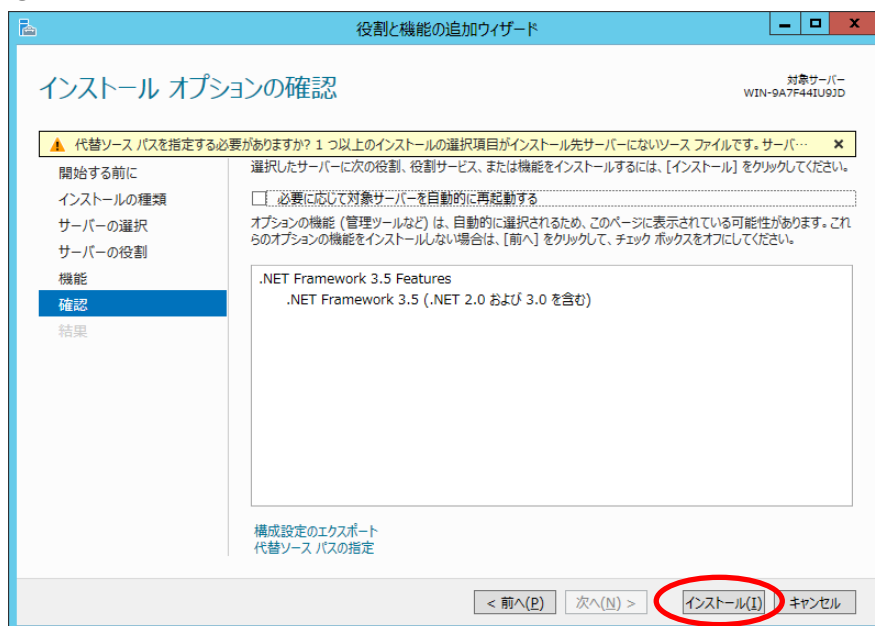 役割と機能の追加ウィザード
インストール オプションの確認
対象サーバー
WIN-9A7F44IU9JD
代替ソース パスを指定する必要がありますか? 1 つ以上のインストールの選択項目がインストール先サーバーにないソース ファイルです。サーバ…
開始する前に
インストールの種類
サーバーの選択
サーバーの役割
機能
確認
結果
選択したサーバーに次の役割、役割サービス、または機能をインストールするには、[インストール] をクリックしてください。
必要に応じて対象サーバーを自動的に再起動する
オプションの機能 (管理ツールなど) は、自動的に選択されるため、このページに表示されている可能性があります。これ
らのオプションの機能をインストールしない場合は、[前へ] をクリックして、チェック ボックスをオフにしてください。
.NET Framework 3.5 Features
.NET Framework 3.5 (.NET 2.0 および 3.0 を含む)
構成設定のエクスポート
代替ソース パスの指定
< 前へ(P)
次へ(N) >
インストール(I)
キャンセル